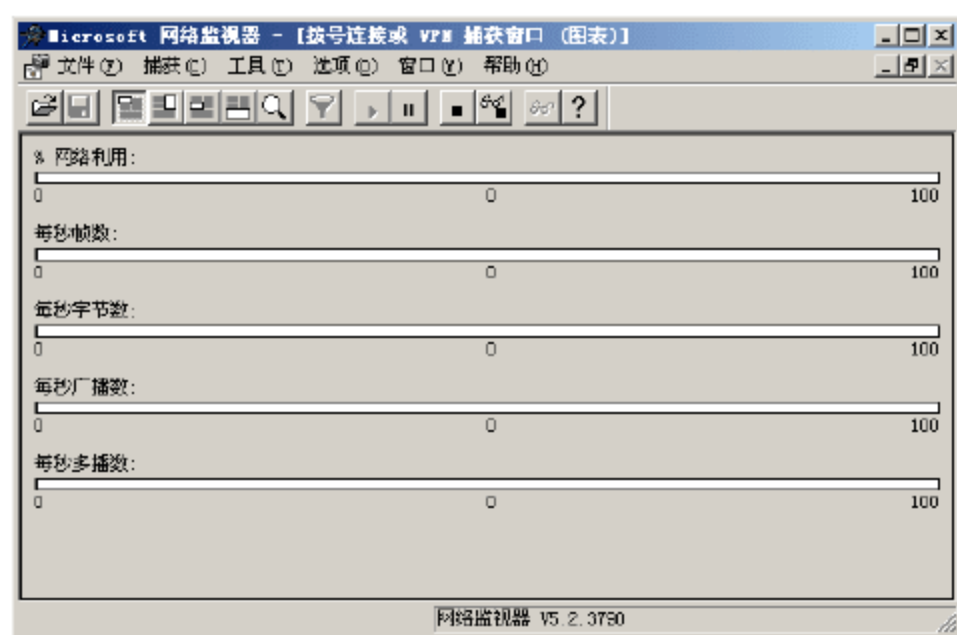 Microsoft 网络监视器 - [拨号连接或 VPN 捕获窗口 (图表)]
文件(F) 捕获(C) 工具(T) 选项(O) 窗口(W) 帮助(H)
% 网络利用:
0 0 100
每秒帧数:
0 0 100
每秒字节数:
0 0 100
每秒广播数:
0 0 100
每秒多播数:
0 0 100
网络监视器 V5.2.3790